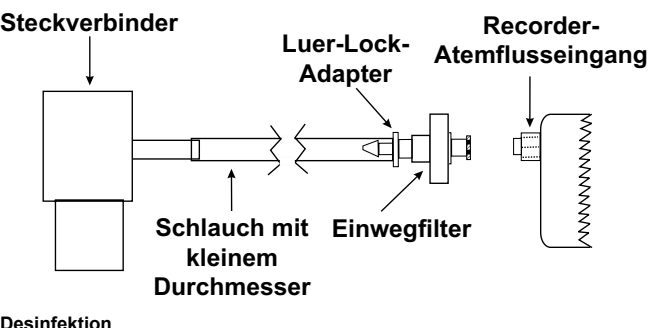 Steckverbinder
Luer-Lock-
Adapter
Recorder-
Atemflusseingang
Schlauch mit
kleinem
Durchmesser
Einwegfilter
Desinfektion